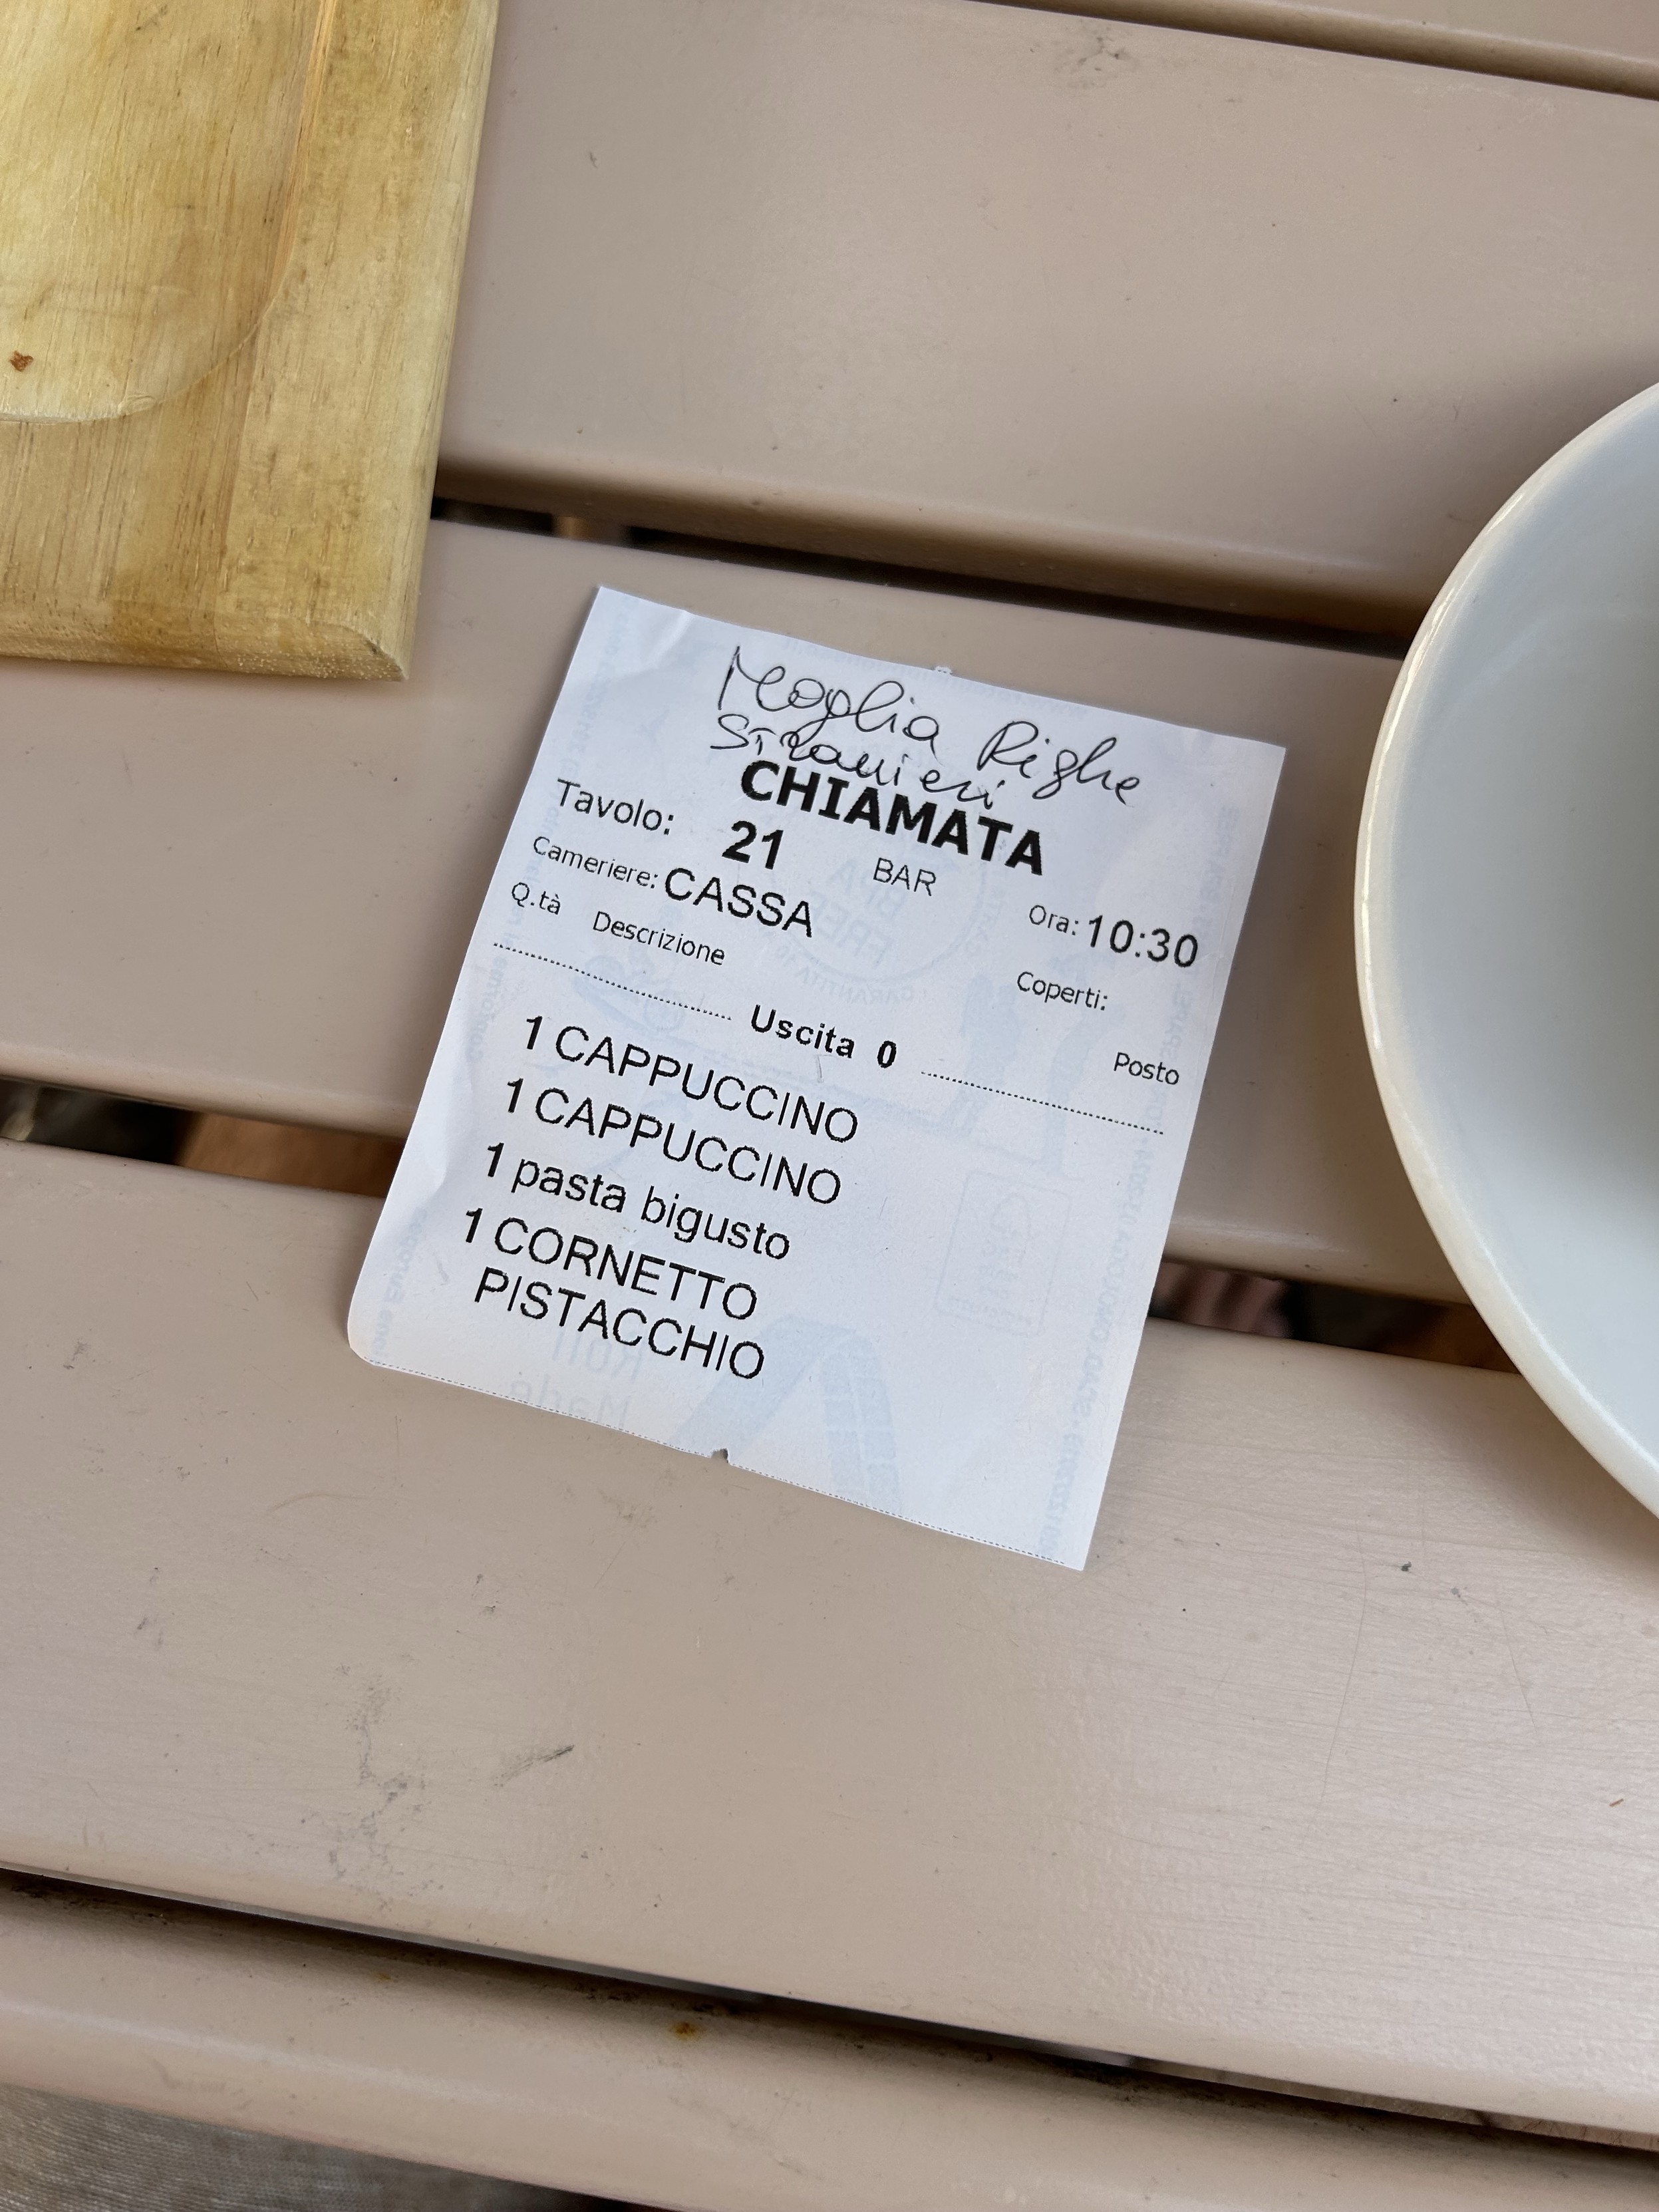 Maglia Righe
Stranieri
CHIAMATA
Tavolo: 21 BAR Ora: 10:30
Cameriere: CASSA Coperti:
Q.tà Descrizione Posto
Uscita 0
1 CAPPUCCINO
1 CAPPUCCINO
1 pasta bigusto
1 CORNETTO
PISTACCHIO